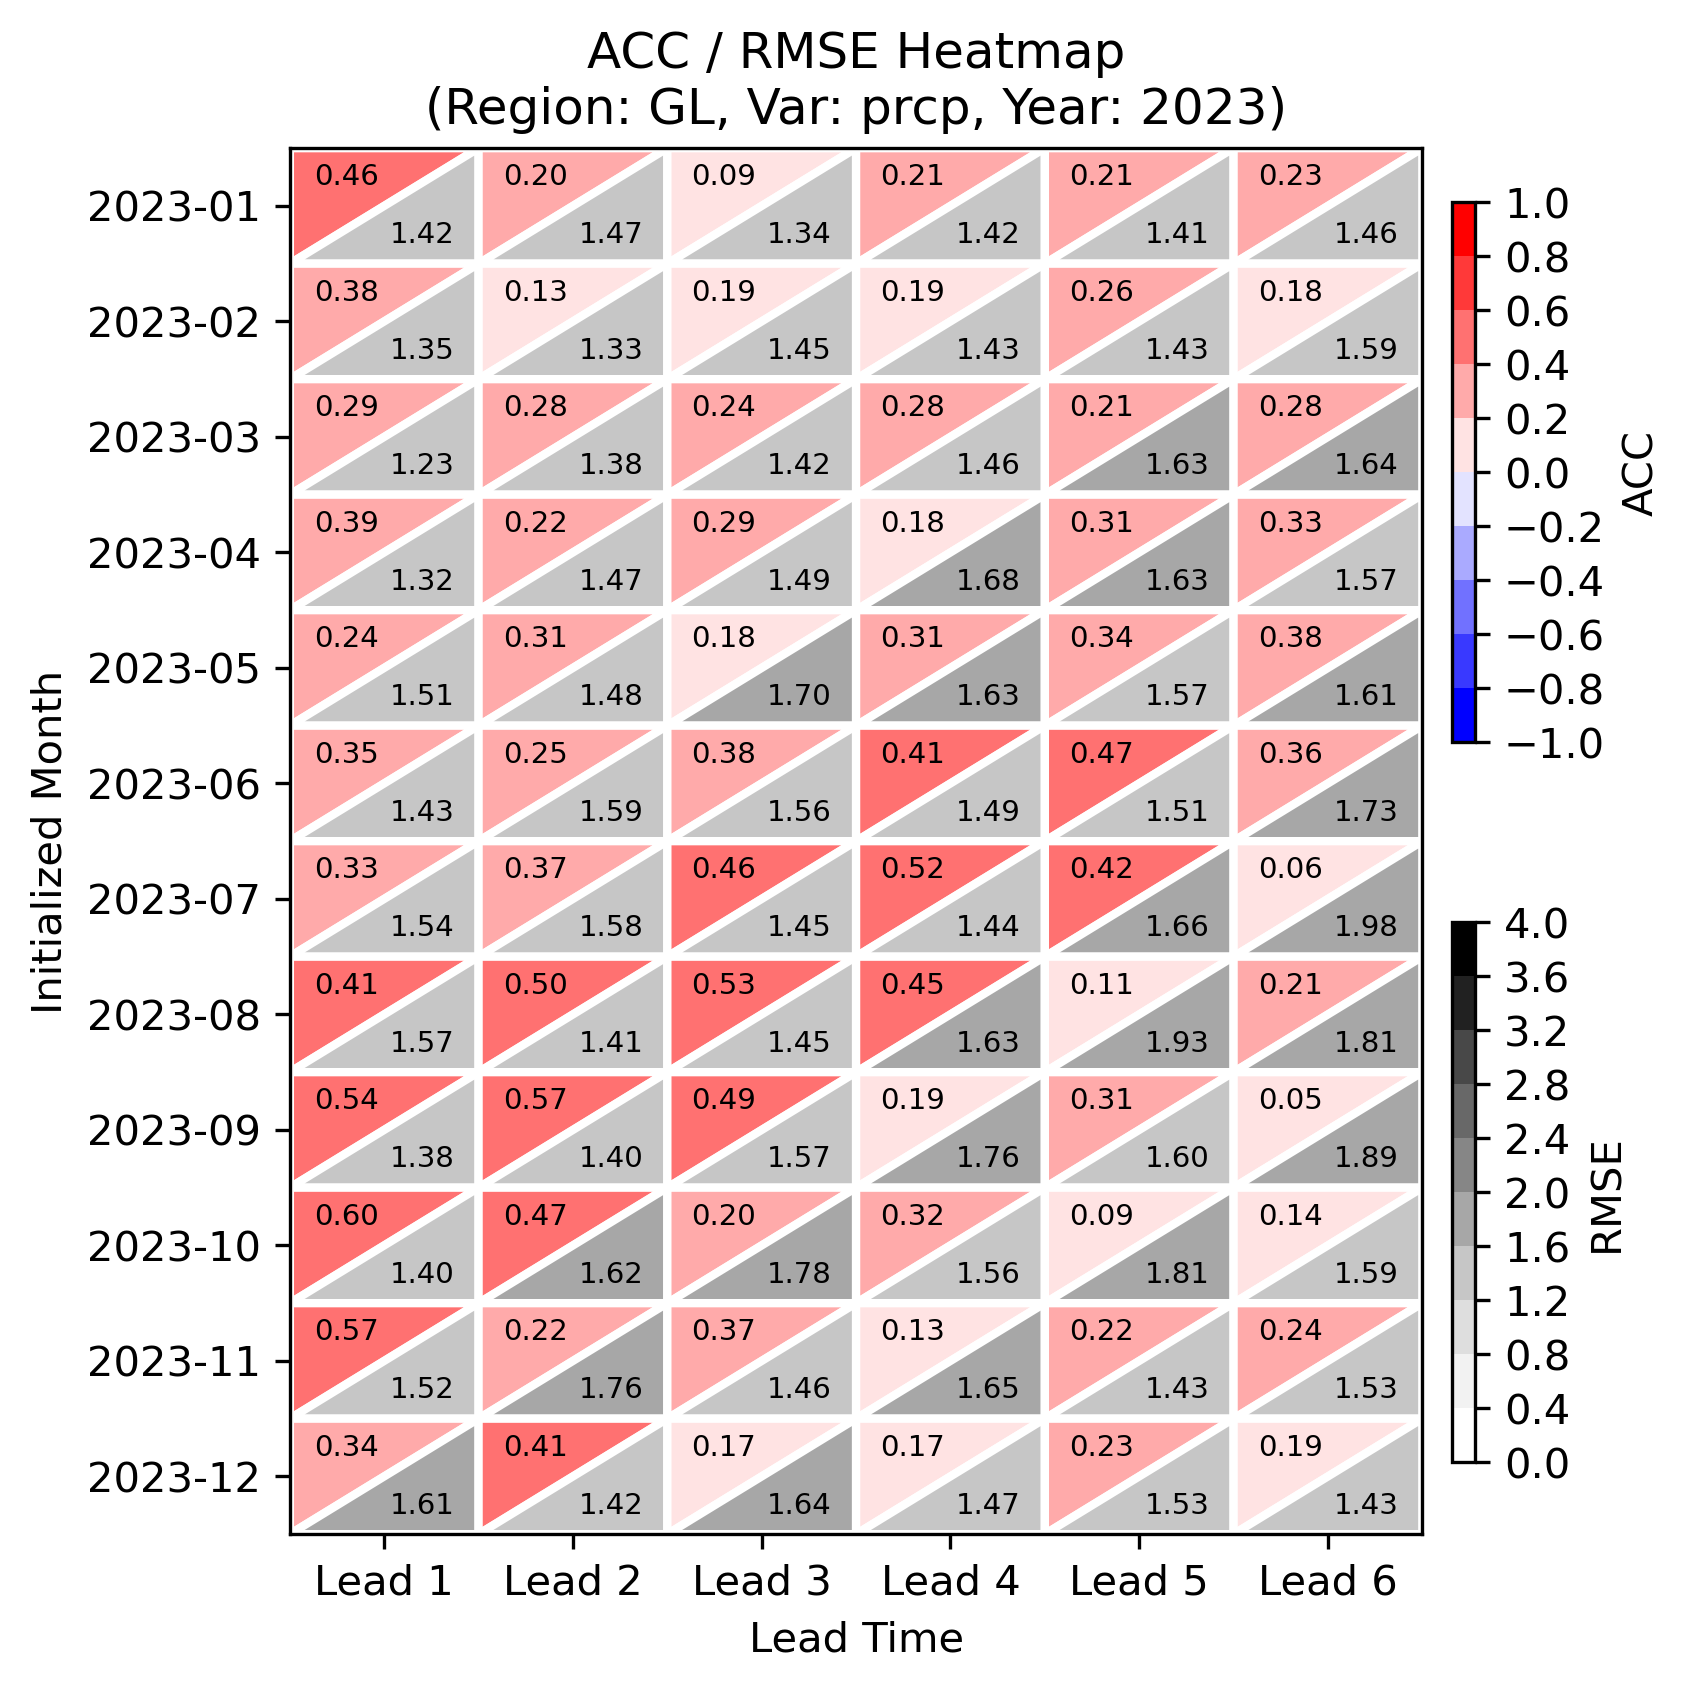 ACC / RMSE Heatmap
(Region: GL, Var: prcp, Year: 2023)
Initialized Month
2023-01
0.46 0.20 0.09 0.21 0.21 0.23
1.42 1.47 1.34 1.42 1.41 1.46
2023-02
0.38 0.13 0.19 0.19 0.26 0.18
1.35 1.33 1.45 1.43 1.43 1.59
2023-03
0.29 0.28 0.24 0.28 0.21 0.28
1.23 1.38 1.42 1.46 1.63 1.64
2023-04
0.39 0.22 0.29 0.18 0.31 0.33
1.32 1.47 1.49 1.68 1.63 1.57
2023-05
0.24 0.31 0.18 0.31 0.34 0.38
1.51 1.48 1.70 1.63 1.57 1.61
2023-06
0.35 0.25 0.38 0.41 0.47 0.36
1.43 1.59 1.56 1.49 1.51 1.73
2023-07
0.33 0.37 0.46 0.52 0.42 0.06
1.54 1.58 1.45 1.44 1.66 1.98
2023-08
0.41 0.50 0.53 0.45 0.11 0.21
1.57 1.41 1.45 1.63 1.93 1.81
2023-09
0.54 0.57 0.49 0.19 0.31 0.05
1.38 1.40 1.57 1.76 1.60 1.89
2023-10
0.60 0.47 0.20 0.32 0.09 0.14
1.40 1.62 1.78 1.56 1.81 1.59
2023-11
0.57 0.22 0.37 0.13 0.22 0.24
1.52 1.76 1.46 1.65 1.43 1.53
2023-12
0.34 0.41 0.17 0.17 0.23 0.19
1.61 1.42 1.64 1.47 1.53 1.43
Lead 1 Lead 2 Lead 3 Lead 4 Lead 5 Lead 6
Lead Time
1.0
0.8
0.6
0.4
0.2
0.0
−0.2
−0.4
−0.6
−0.8
−1.0
ACC
4.0
3.6
3.2
2.8
2.4
2.0
1.6
1.2
0.8
0.4
0.0
RMSE